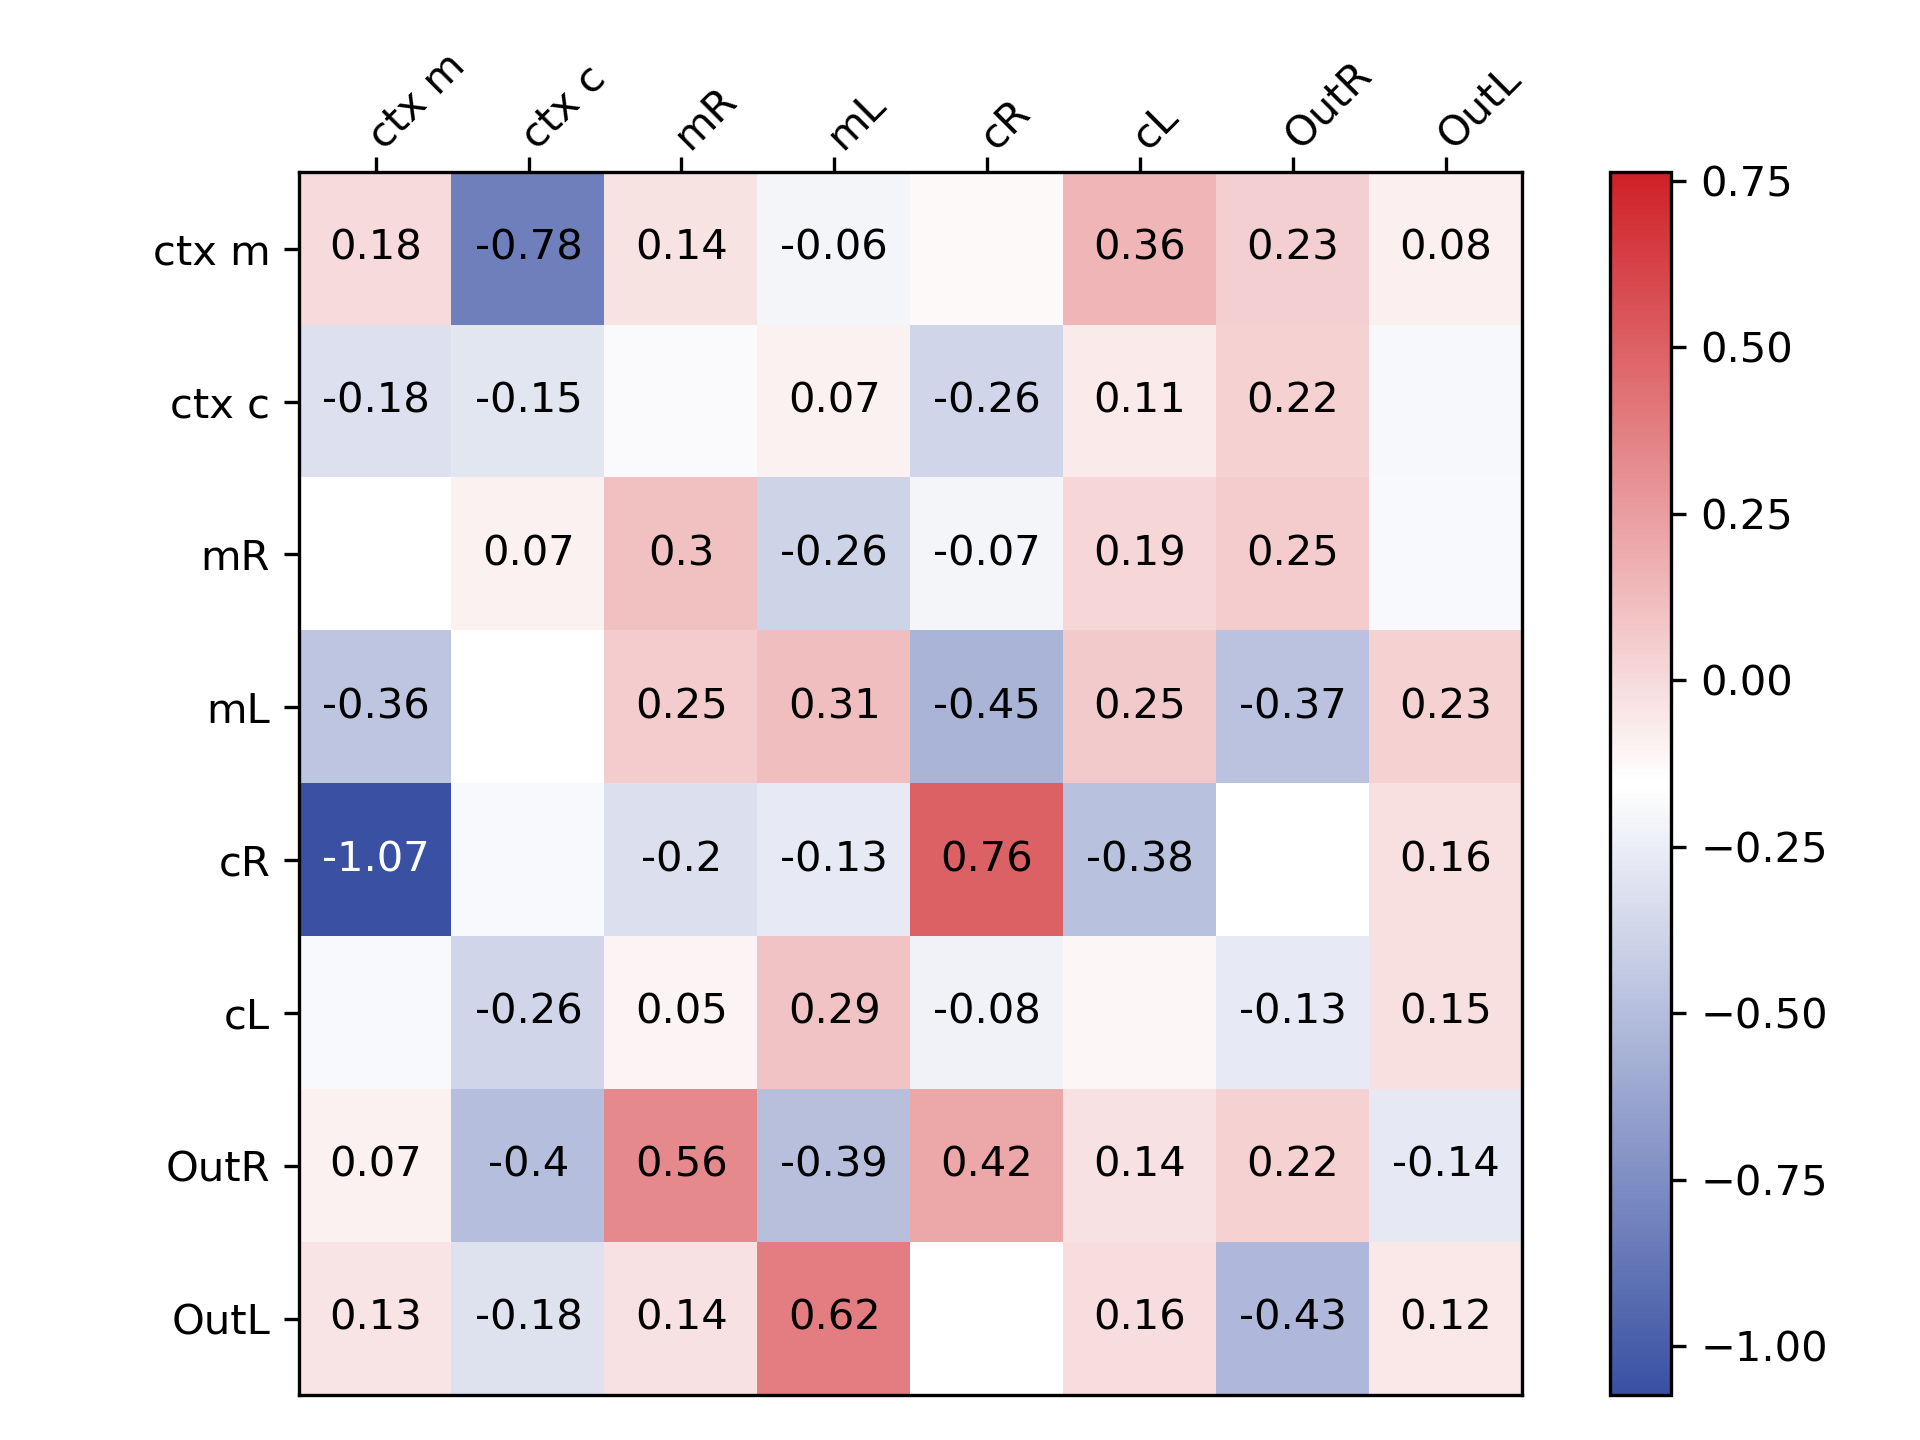 ctx m ctx c mR mL cR cL OutR OutL
ctx m 0.18 -0.78 0.14 -0.06 0.36 0.23 0.08
ctx c -0.18 -0.15 0.07 -0.26 0.11 0.22
mR 0.07 0.3 -0.26 -0.07 0.19 0.25
mL -0.36 0.25 0.31 -0.45 0.25 -0.37 0.23
cR -1.07 -0.2 -0.13 0.76 -0.38 0.16
cL -0.26 0.05 0.29 -0.08 -0.13 0.15
OutR 0.07 -0.4 0.56 -0.39 0.42 0.14 0.22 -0.14
OutL 0.13 -0.18 0.14 0.62 0.16 -0.43 0.12
0.75
0.50
0.25
0.00
−0.25
−0.50
−0.75
−1.00